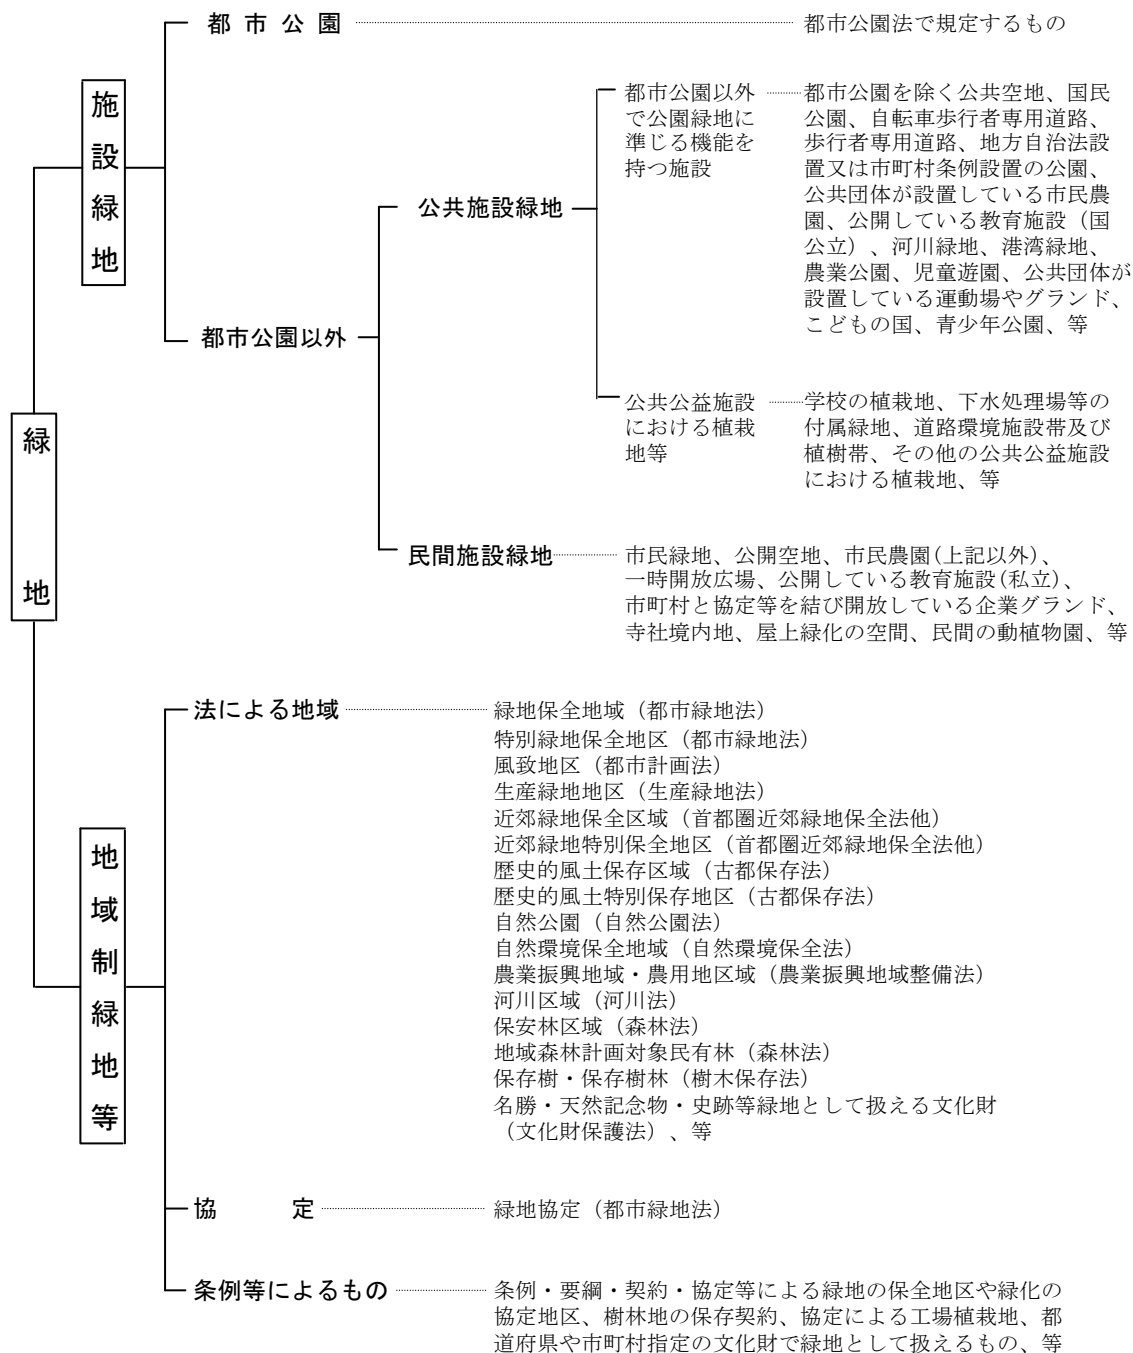 都市公園
都市公園法で規定するもの
施設緑地
都市公園以外
で公園緑地に
準じる機能を
持つ施設
都市公園を除く公共空地、国民
公園、自転車歩行者専用道路、
歩行者専用道路、地方自治法設
置又は市町村条例設置の公園、
公共団体が設置している市民農
園、公開している教育施設（国
公立）、河川緑地、港湾緑地、
農業公園、児童遊園、公共団体が
設置している運動場やグランド、
こどもの国、青少年公園、等
公共施設緑地
都市公園以外
公共公益施設
における植栽
地等
学校の植栽地、下水処理場等の
付属緑地、道路環境施設帯及び
植樹帯、その他の公共公益施設
における植栽地、等
緑地
民間施設緑地
市民緑地、公開空地、市民農園(上記以外)、
一時開放広場、公開している教育施設(私立)、
市町村と協定等を結び開放している企業グランド、
寺社境内地、屋上緑化の空間、民間の動植物園、等
地域制緑地等
法による地域
緑地保全地域（都市緑地法）
特別緑地保全地区（都市緑地法）
風致地区（都市計画法）
生産緑地地区（生産緑地法）
近郊緑地保全区域（首都圏近郊緑地保全法他）
近郊緑地特別保全地区（首都圏近郊緑地保全法他）
歴史的風土保存区域（古都保存法）
歴史的風土特別保存地区（古都保存法）
自然公園（自然公園法）
自然環境保全地域（自然環境保全法）
農業振興地域・農用地区域（農業振興地域整備法）
河川区域（河川法）
保安林区域（森林法）
地域森林計画対象民有林（森林法）
保存樹・保存樹林（樹木保存法）
名勝・天然記念物・史跡等緑地として扱える文化財
（文化財保護法）、等
協定
緑地協定（都市緑地法）
条例等によるもの
条例・要綱・契約・協定等による緑地の保全地区や緑化の
協定地区、樹林地の保存契約、協定による工場植栽地、都
道府県や市町村指定の文化財で緑地として扱えるもの、等